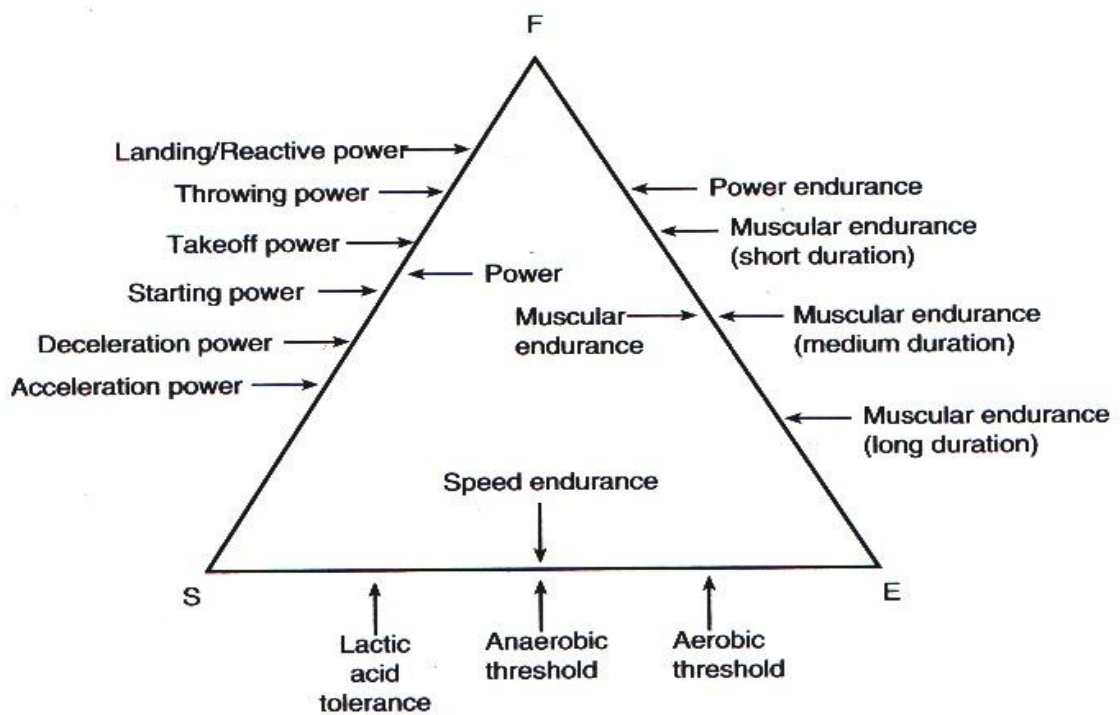 F
Landing/Reactive power
Throwing power
Takeoff power
Power
Starting power
Deceleration power
Acceleration power
Power endurance
Muscular endurance
(short duration)
Muscular
endurance
Muscular endurance
(medium duration)
Muscular endurance
(long duration)
Speed endurance
S
E
Lactic
acid
tolerance
Anaerobic
threshold
Aerobic
threshold